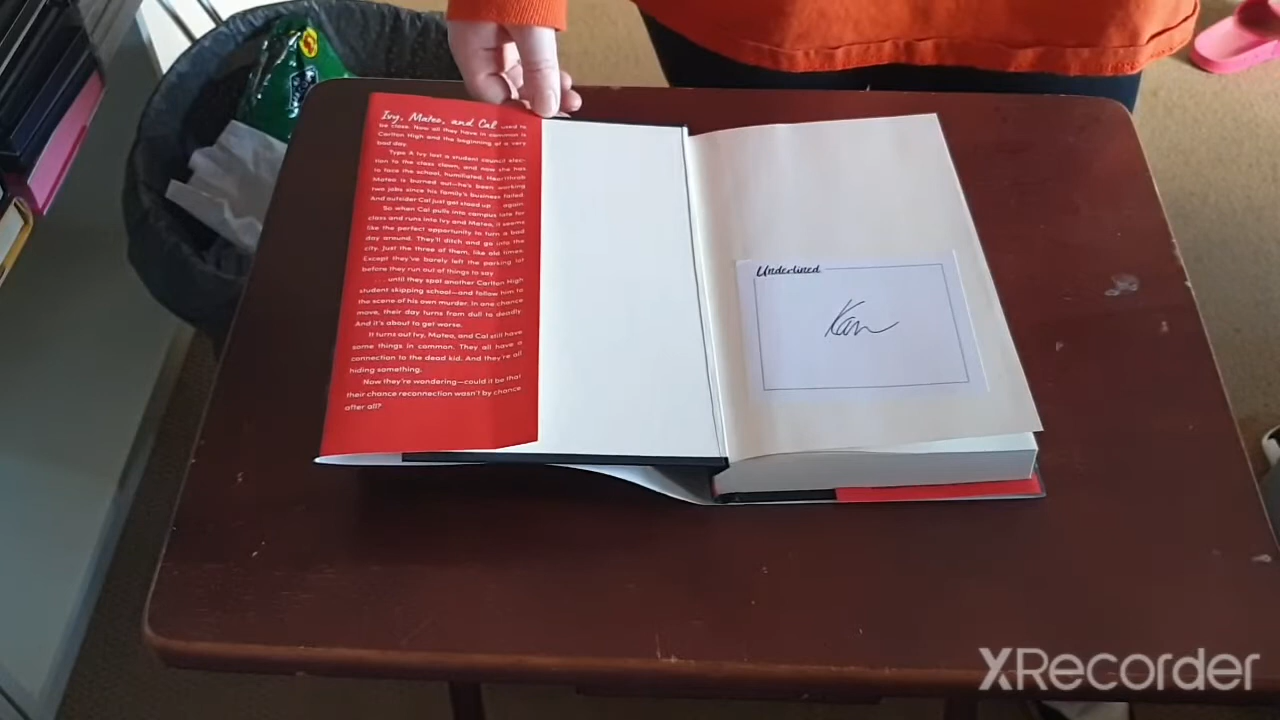 Ivy, Mateo, and Cal used to
be close. Now all they have in common is
Carlton High and the beginning of a very
bad day.
Type A Ivy lost a student council elec-
tion to the class clown, and now she has
to face the school, humiliated. Heartthrob
Mateo is burned out—he's been working
two jobs since his family's business failed.
And outsider Cal just got stood up . . . again.
So when Cal pulls into campus late for
class and runs into Ivy and Mateo, it seems
like the perfect opportunity to turn a bad
day around. They'll ditch and go into the
city. Just the three of them, like old times.
Except they've barely left the parking lot
before they run out of things to say . . .
. . . until they spot another Carlton High
student skipping school—and follow him to
the scene of his own murder. In one chance
move, their day turns from dull to deadly.
And it's about to get worse.
It turns out Ivy, Mateo, and Cal still have
some things in common. They all have a
connection to the dead kid. And they're all
hiding something.
Now they're wondering—could it be that
their chance reconnection wasn't by chance
after all?
Underlined
XRecorder